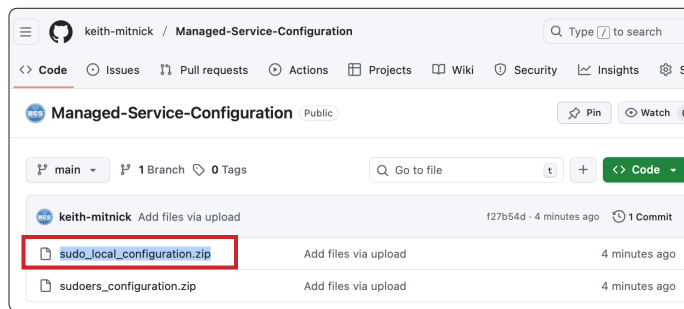 keith-mitnick / Managed-Service-Configuration Type / to search
<> Code Issues Pull requests Actions Projects Wiki Security Insights
RCS Managed-Service-Configuration Public Pin Watch
main 1 Branch 0 Tags Go to file t + <> Code
RCS keith-mitnick Add files via upload f27b54d · 4 minutes ago 1 Commit
sudo_local_configuration.zip Add files via upload 4 minutes ago
sudoers_configuration.zip Add files via upload 4 minutes ago